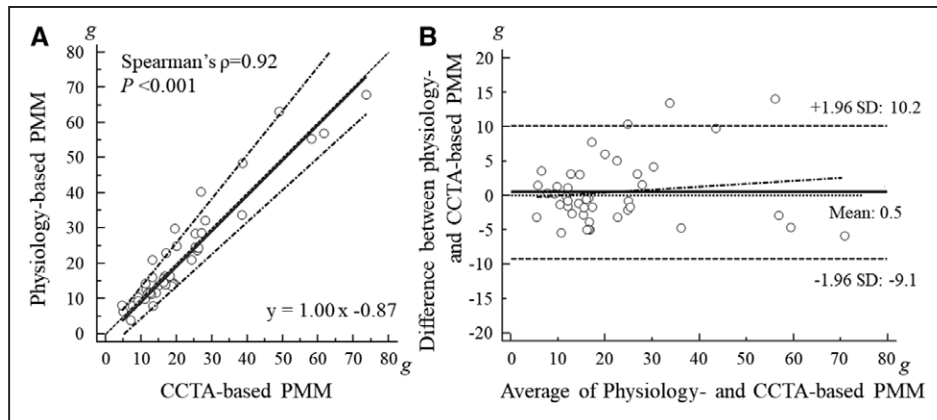 A
g
80
70
60
50
40
30
20
10
0
Physiology-based PMM
Spearman's ρ=0.92
P <0.001
y = 1.00 x -0.87
0 10 20 30 40 50 60 70 80
g
CCTA-based PMM
B
g
20
15
10
5
0
-5
-10
-15
-20
Difference between physiology-
and CCTA-based PMM
+1.96 SD: 10.2
Mean: 0.5
-1.96 SD: -9.1
0 10 20 30 40 50 60 70 80
g
Average of Physiology- and CCTA-based PMM